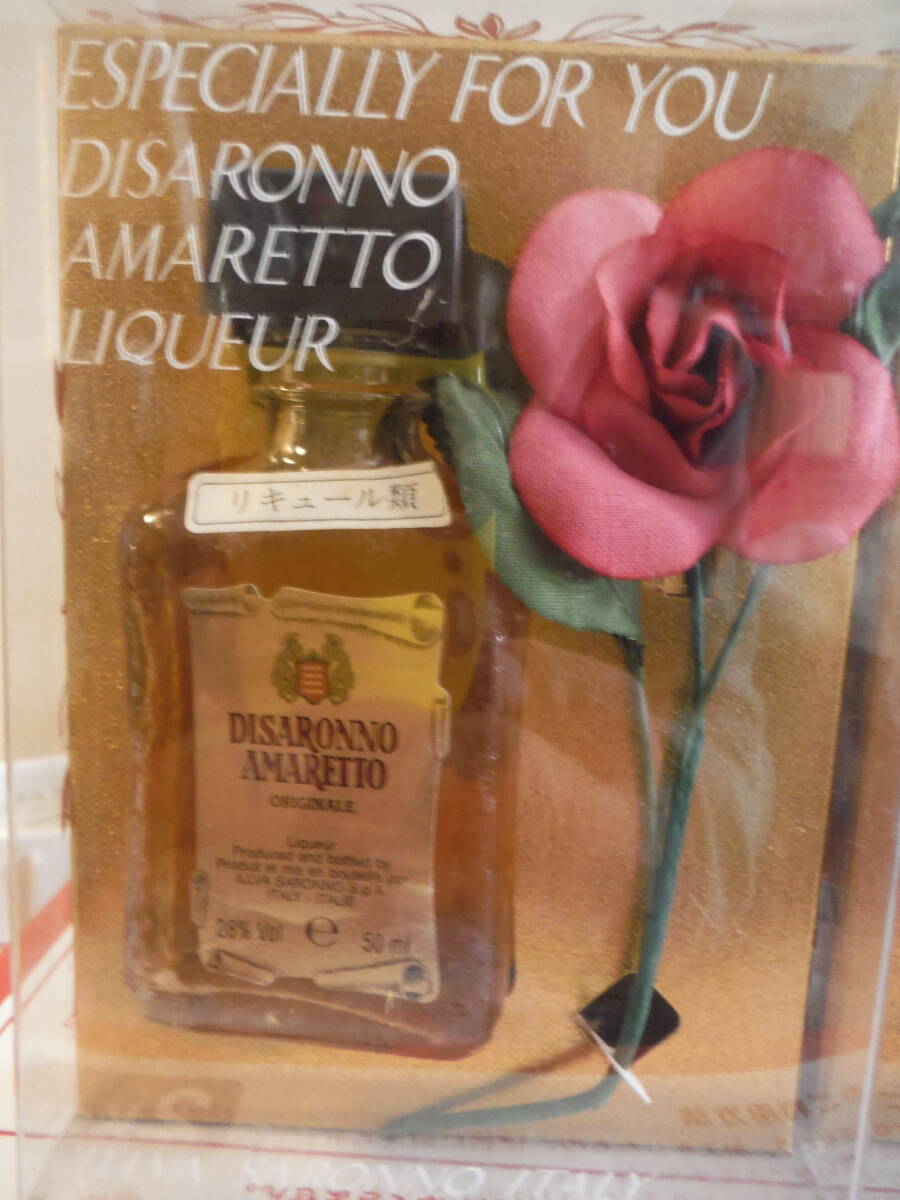 ESPECIALLY FOR YOU
DISARONNO
AMARETTO
LIQUEUR
リキュール類
DISARONNO
AMARETTO
ORIGINALE
Liqueur
Produced and bottled by
Produit et mis en bouteille par
ILLVA SARONNO S.p.A.
ITALY - ITALIE
28% Vol e 50 ml
ILLVA SARONNO ITALY